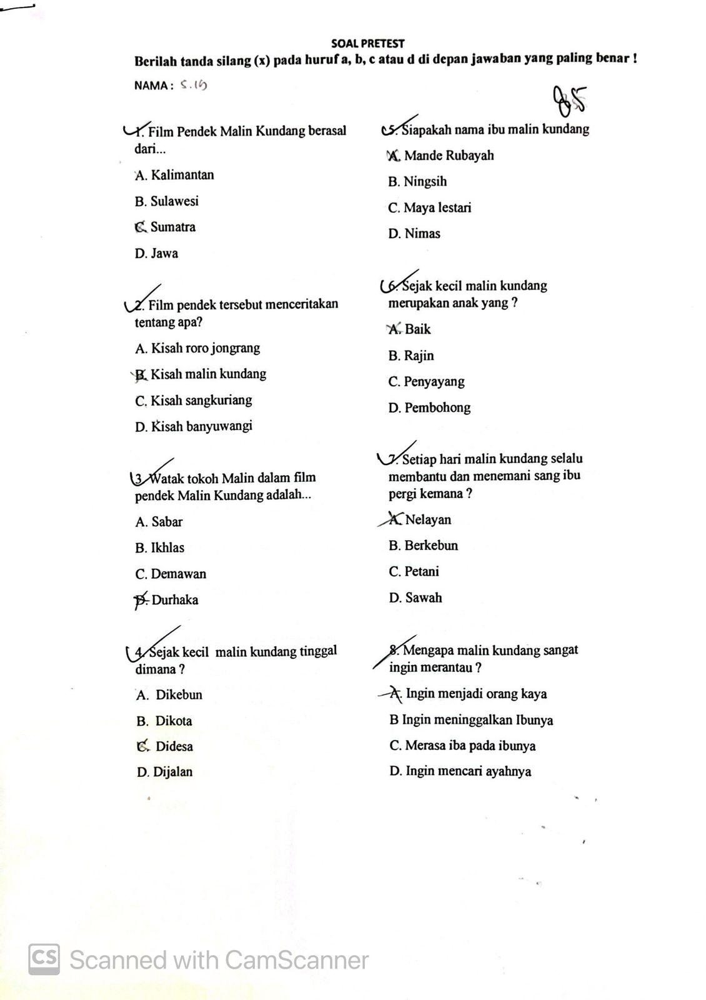 SOAL PRETEST
Berilah tanda silang (x) pada huruf a, b, c atau d di depan jawaban yang paling benar !
NAMA : S.19
85
1. Film Pendek Malin Kundang berasal
dari...
A. Kalimantan
B. Sulawesi
C. Sumatra
D. Jawa
2. Film pendek tersebut menceritakan
tentang apa?
A. Kisah roro jongrang
B. Kisah malin kundang
C. Kisah sangkuriang
D. Kisah banyuwangi
3. Watak tokoh Malin dalam film
pendek Malin Kundang adalah...
A. Sabar
B. Ikhlas
C. Demawan
D. Durhaka
4. Sejak kecil malin kundang tinggal
dimana ?
A. Dikebun
B. Dikota
C. Didesa
D. Dijalan
5. Siapakah nama ibu malin kundang
A. Mande Rubayah
B. Ningsih
C. Maya lestari
D. Nimas
6. Sejak kecil malin kundang
merupakan anak yang ?
A. Baik
B. Rajin
C. Penyayang
D. Pembohong
7. Setiap hari malin kundang selalu
membantu dan menemani sang ibu
pergi kemana ?
A. Nelayan
B. Berkebun
C. Petani
D. Sawah
8. Mengapa malin kundang sangat
ingin merantau ?
A. Ingin menjadi orang kaya
B Ingin meninggalkan Ibunya
C. Merasa iba pada ibunya
D. Ingin mencari ayahnya
CS Scanned with CamScanner